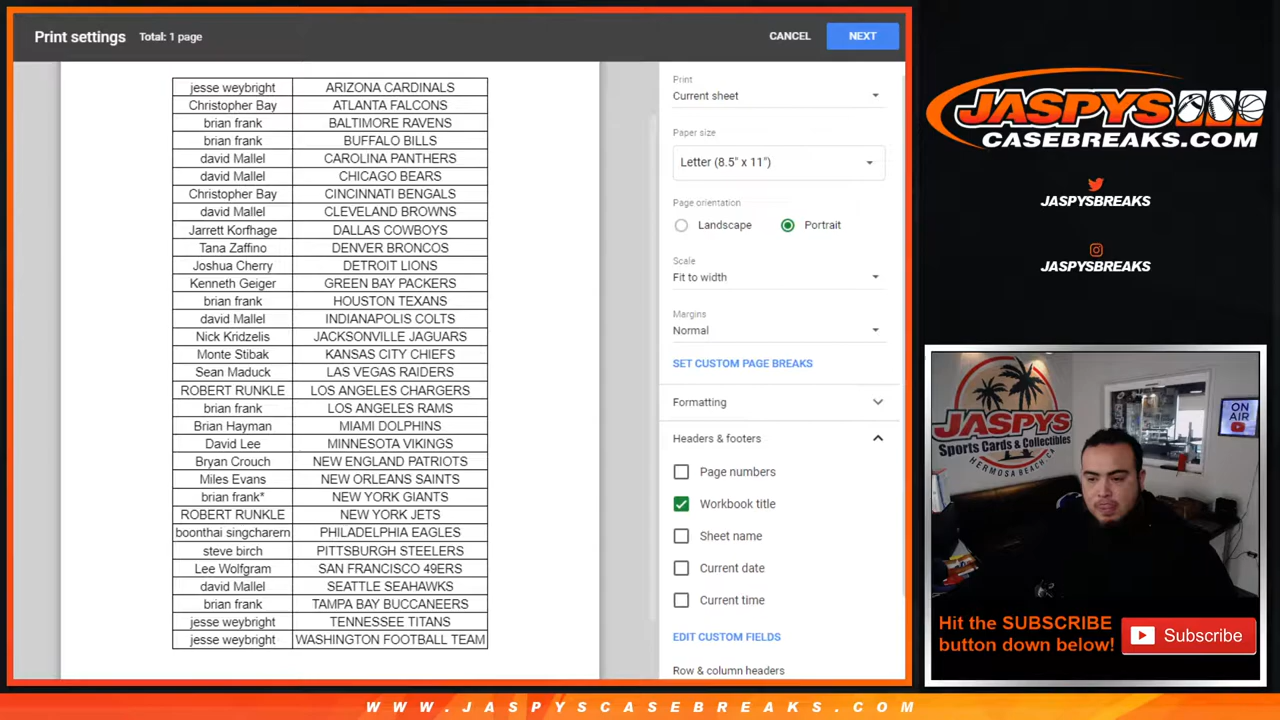 Print settings Total: 1 page CANCEL NEXT
jesse weybright ARIZONA CARDINALS
Christopher Bay ATLANTA FALCONS
brian frank BALTIMORE RAVENS
brian frank BUFFALO BILLS
david Mallel CAROLINA PANTHERS
david Mallel CHICAGO BEARS
Christopher Bay CINCINNATI BENGALS
david Mallel CLEVELAND BROWNS
Jarrett Korfhage DALLAS COWBOYS
Tana Zaffino DENVER BRONCOS
Joshua Cherry DETROIT LIONS
Kenneth Geiger GREEN BAY PACKERS
brian frank HOUSTON TEXANS
david Mallel INDIANAPOLIS COLTS
Nick Kridzelis JACKSONVILLE JAGUARS
Monte Stibak KANSAS CITY CHIEFS
Sean Maduck LAS VEGAS RAIDERS
ROBERT RUNKLE LOS ANGELES CHARGERS
brian frank LOS ANGELES RAMS
Brian Hayman MIAMI DOLPHINS
David Lee MINNESOTA VIKINGS
Bryan Crouch NEW ENGLAND PATRIOTS
Miles Evans NEW ORLEANS SAINTS
brian frank* NEW YORK GIANTS
ROBERT RUNKLE NEW YORK JETS
boonthai singcharern PHILADELPHIA EAGLES
steve birch PITTSBURGH STEELERS
Lee Wolfgram SAN FRANCISCO 49ERS
david Mallel SEATTLE SEAHAWKS
brian frank TAMPA BAY BUCCANEERS
jesse weybright TENNESSEE TITANS
jesse weybright WASHINGTON FOOTBALL TEAM
Print
Current sheet
Paper size
Letter (8.5" x 11")
Page orientation
Landscape Portrait
Scale
Fit to width
Margins
Normal
SET CUSTOM PAGE BREAKS
Formatting
Headers & footers
Page numbers
Workbook title
Sheet name
Current date
Current time
EDIT CUSTOM FIELDS
Row & column headers
JASPYS
CASEBREAKS.COM
JASPYSBREAKS
JASPYSBREAKS
JASPYS
Sports Cards & Collectibles
HERMOSA BEACH, CA
ON
AIR
Hit the SUBSCRIBE
button down below!
Subscribe
WWW.JASPYSCASEBREAKS.COM